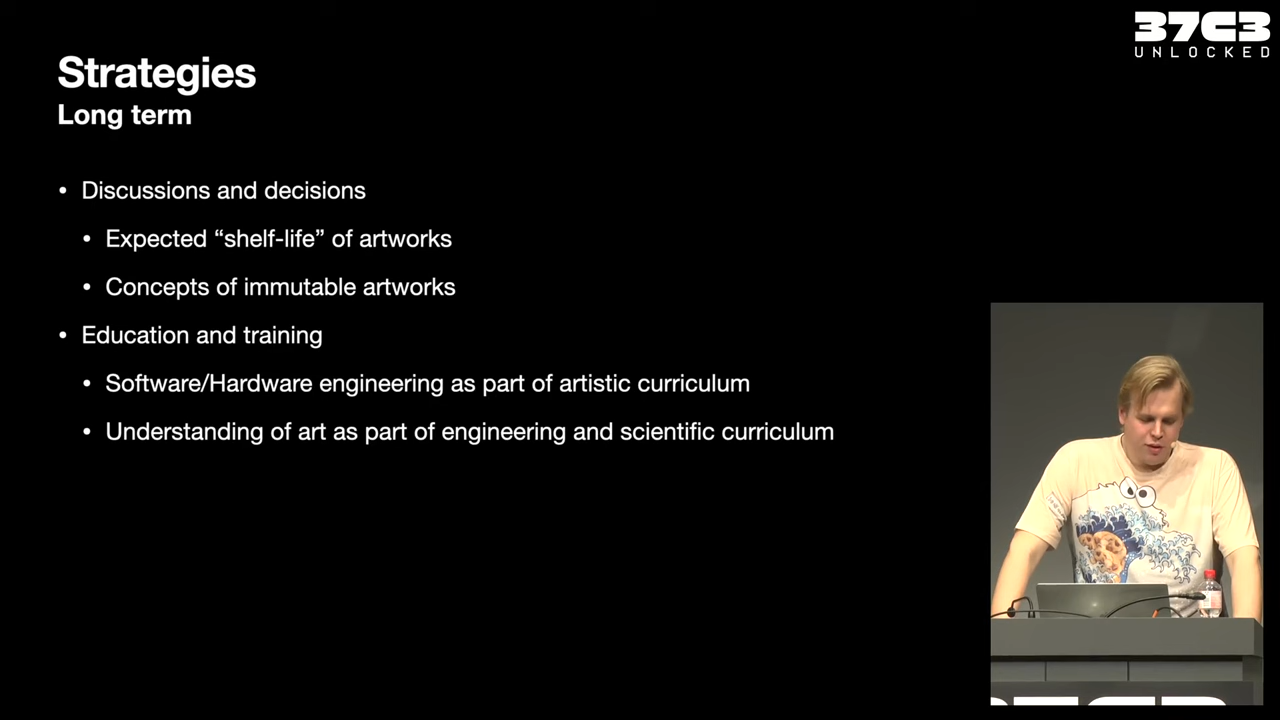 37C3
UNLOCKED
Strategies
Long term
• Discussions and decisions
• Expected “shelf-life” of artworks
• Concepts of immutable artworks
• Education and training
• Software/Hardware engineering as part of artistic curriculum
• Understanding of art as part of engineering and scientific curriculum